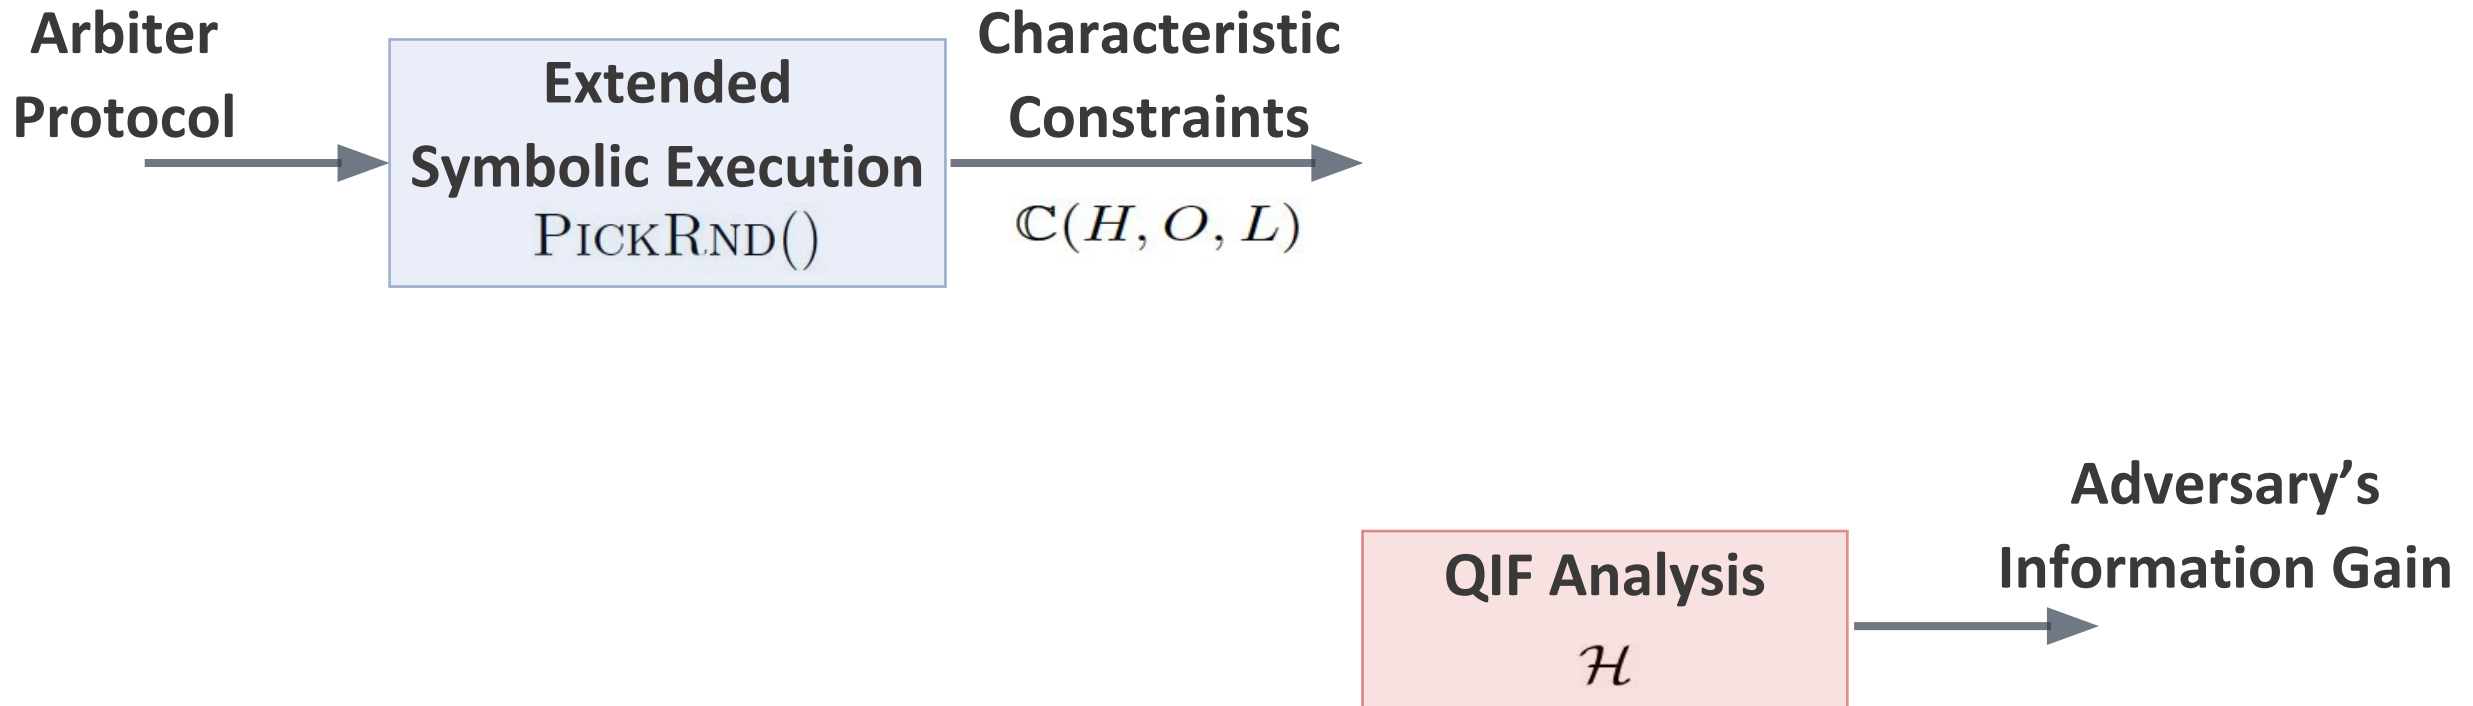 Arbiter
Protocol
Extended
Symbolic Execution
PICKRND()
Characteristic
Constraints
ℂ(H, O, L)
QIF Analysis
ℋ
Adversary’s
Information Gain